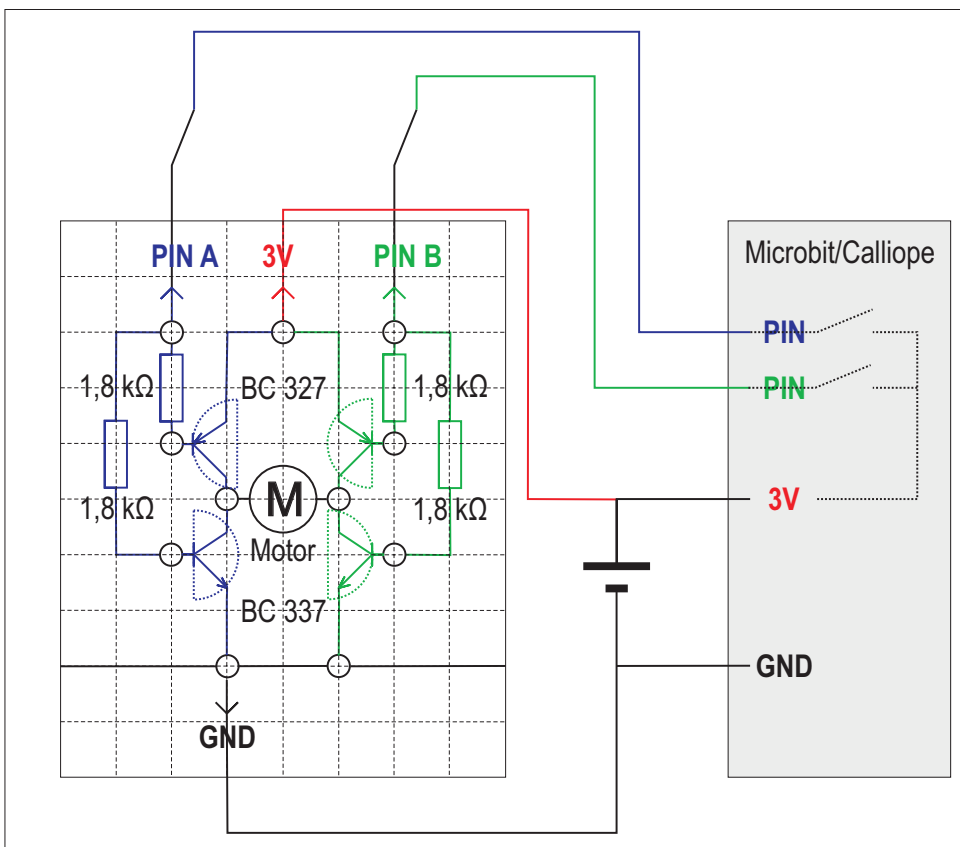 PIN A 3V PIN B
Microbit/Calliope
PIN
1,8 kΩ BC 327 1,8 kΩ
PIN
M
3V
1,8 kΩ 1,8 kΩ
Motor
BC 337
GND
GND